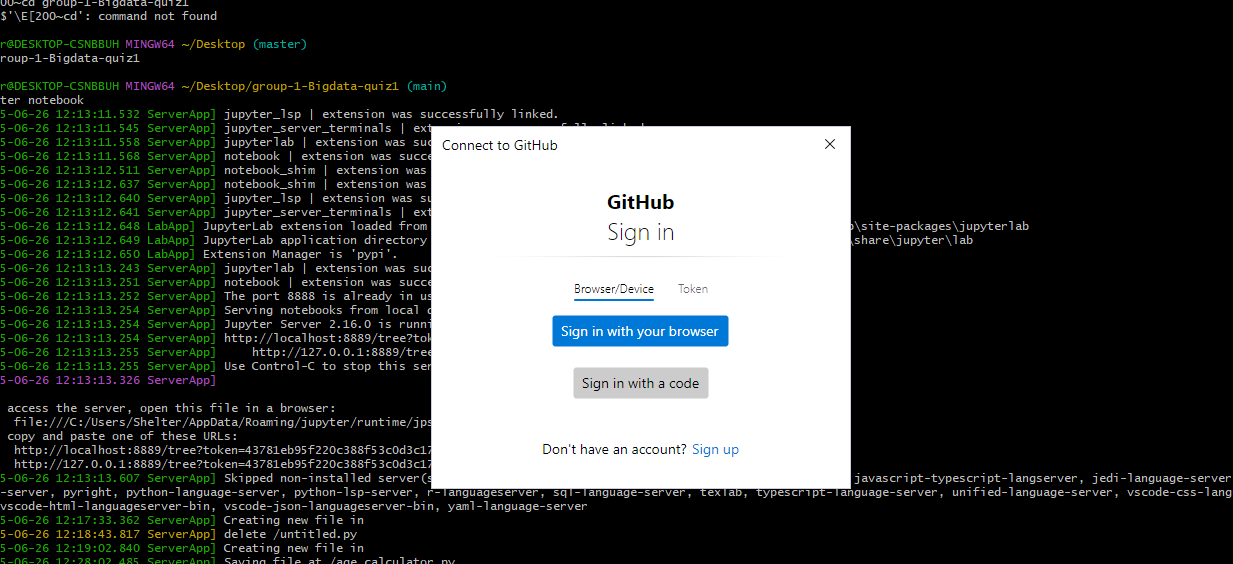 00~cd group-1-Bigdata-quiz1
$'\E[200~cd': command not found
r@DESKTOP-CSNBBUH MINGW64 ~/Desktop (master)
roup-1-Bigdata-quiz1
r@DESKTOP-CSNBBUH MINGW64 ~/Desktop/group-1-Bigdata-quiz1 (main)
ter notebook
5-06-26 12:13:11.532 ServerApp] jupyter_lsp | extension was successfully linked.
5-06-26 12:13:11.545 ServerApp] jupyter_server_terminals |
5-06-26 12:13:11.558 ServerApp] jupyterlab | extension was suc
5-06-26 12:13:11.568 ServerApp] notebook | extension was succe
5-06-26 12:13:12.511 ServerApp] notebook_shim | extension was
5-06-26 12:13:12.637 ServerApp] notebook_shim | extension was
5-06-26 12:13:12.640 ServerApp] jupyter_lsp | extension was su
5-06-26 12:13:12.641 ServerApp] jupyter_server_terminals | ext
5-06-26 12:13:12.648 LabApp] JupyterLab extension loaded from \site-packages\jupyterlab
5-06-26 12:13:12.649 LabApp] JupyterLab application directory \share\jupyter\lab
5-06-26 12:13:12.650 LabApp] Extension Manager is 'pypi'.
5-06-26 12:13:13.243 ServerApp] jupyterlab | extension was suc
5-06-26 12:13:13.251 ServerApp] notebook | extension was succe
5-06-26 12:13:13.252 ServerApp] The port 8888 is already in us
5-06-26 12:13:13.254 ServerApp] Serving notebooks from local d
5-06-26 12:13:13.254 ServerApp] Jupyter Server 2.16.0 is runni
5-06-26 12:13:13.254 ServerApp] http://localhost:8889/tree?tok
5-06-26 12:13:13.255 ServerApp] http://127.0.0.1:8889/tree
5-06-26 12:13:13.255 ServerApp] Use Control-C to stop this ser
5-06-26 12:13:13.326 ServerApp]
access the server, open this file in a browser:
file:///C:/Users/Shelter/AppData/Roaming/jupyter/runtime/jps
copy and paste one of these URLs:
http://localhost:8889/tree?token=43781eb95f220c388f53c0d3c17
http://127.0.0.1:8889/tree?token=43781eb95f220c388f53c0d3c17
5-06-26 12:13:13.607 ServerApp] Skipped non-installed server(s javascript-typescript-langserver, jedi-language-server
-server, pyright, python-language-server, python-lsp-server, r-languageserver, sql-language-server, texlab, typescript-language-server, unified-language-server, vscode-css-lang
vscode-html-languageserver-bin, vscode-json-languageserver-bin, yaml-language-server
5-06-26 12:17:33.362 ServerApp] Creating new file in
5-06-26 12:18:43.817 ServerApp] delete /untitled.py
5-06-26 12:19:02.840 ServerApp] Creating new file in
5-06-26 12:28:02.485 ServerApp] Saving file at /age_calculator.py
Connect to GitHub
GitHub
Sign in
Browser/Device Token
Sign in with your browser
Sign in with a code
Don't have an account? Sign up